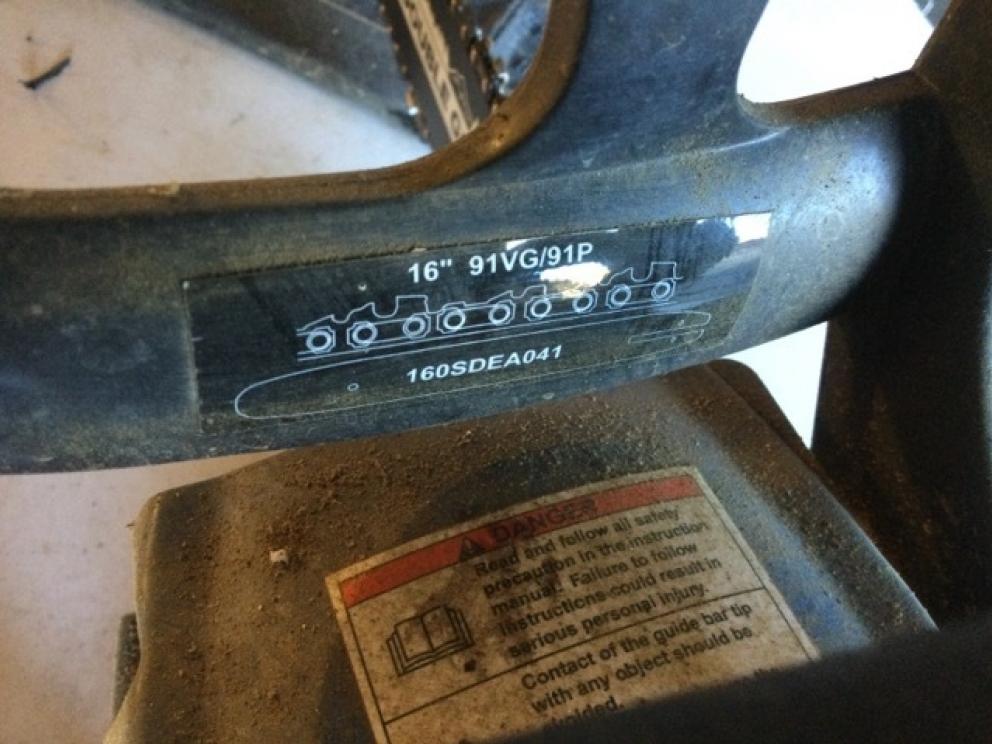 16" 91VG/91P
160SDEA041
DANGER
Read and follow all safety
precaution in the instruction
manual. Failure to follow
instructions could result in
serious personal injury.
Contact of the guide bar tip
with any object should be